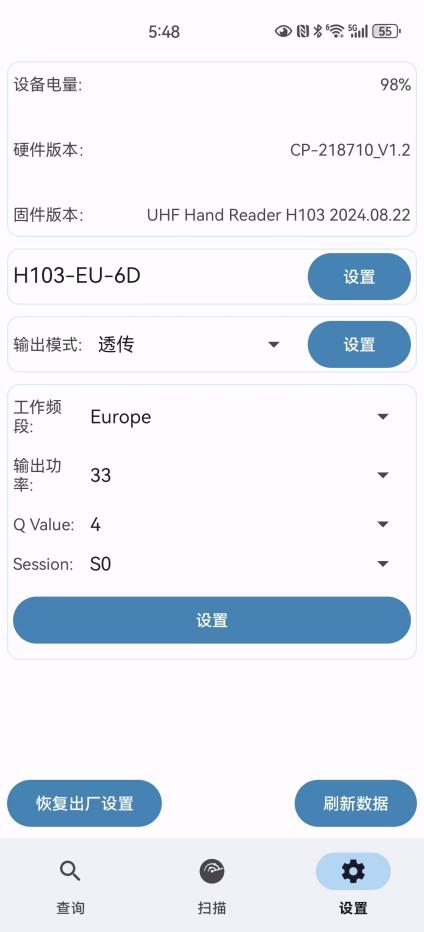 5:48 6 5G 55
设备电量: 98%
硬件版本: CP-218710_V1.2
固件版本: UHF Hand Reader H103 2024.08.22
H103-EU-6D 设置
输出模式: 透传 设置
工作频
段: Europe
输出功
率: 33
Q Value: 4
Session: S0
设置
恢复出厂设置 刷新数据
查询 扫描 设置